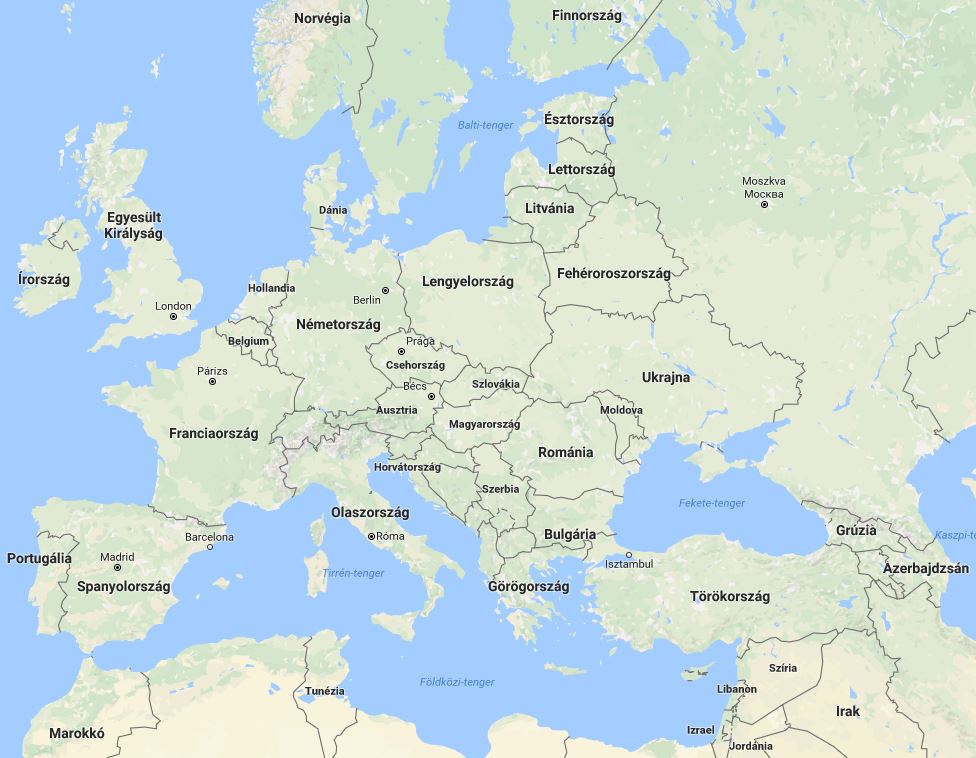 Norvégia
Finnország
Balti-tenger
Észtország
Lettország
Moszkva
Москва
Litvánia
Dánia
Egyesült
Királyság
Írország
Hollandia
Lengyelország
Fehéroroszország
Berlin
London
Németország
Belgium
Prága
Csehország
Párizs
Bécs
Szlovákia
Ukrajna
Ausztria
Moldova
Magyarország
Franciaország
Románia
Horvátország
Szerbia
Fekete-tenger
Olaszország
Grúzia
Bulgária
Kaszpi-te
Barcelona
Róma
Portugália
Madrid
Isztambul
Azerbajdzsán
Tirrén-tenger
Spanyolország
Görögország
Törökország
Szíria
Földközi-tenger
Libanon
Tunézia
Irak
Marokkó
Izrael
Jordánia